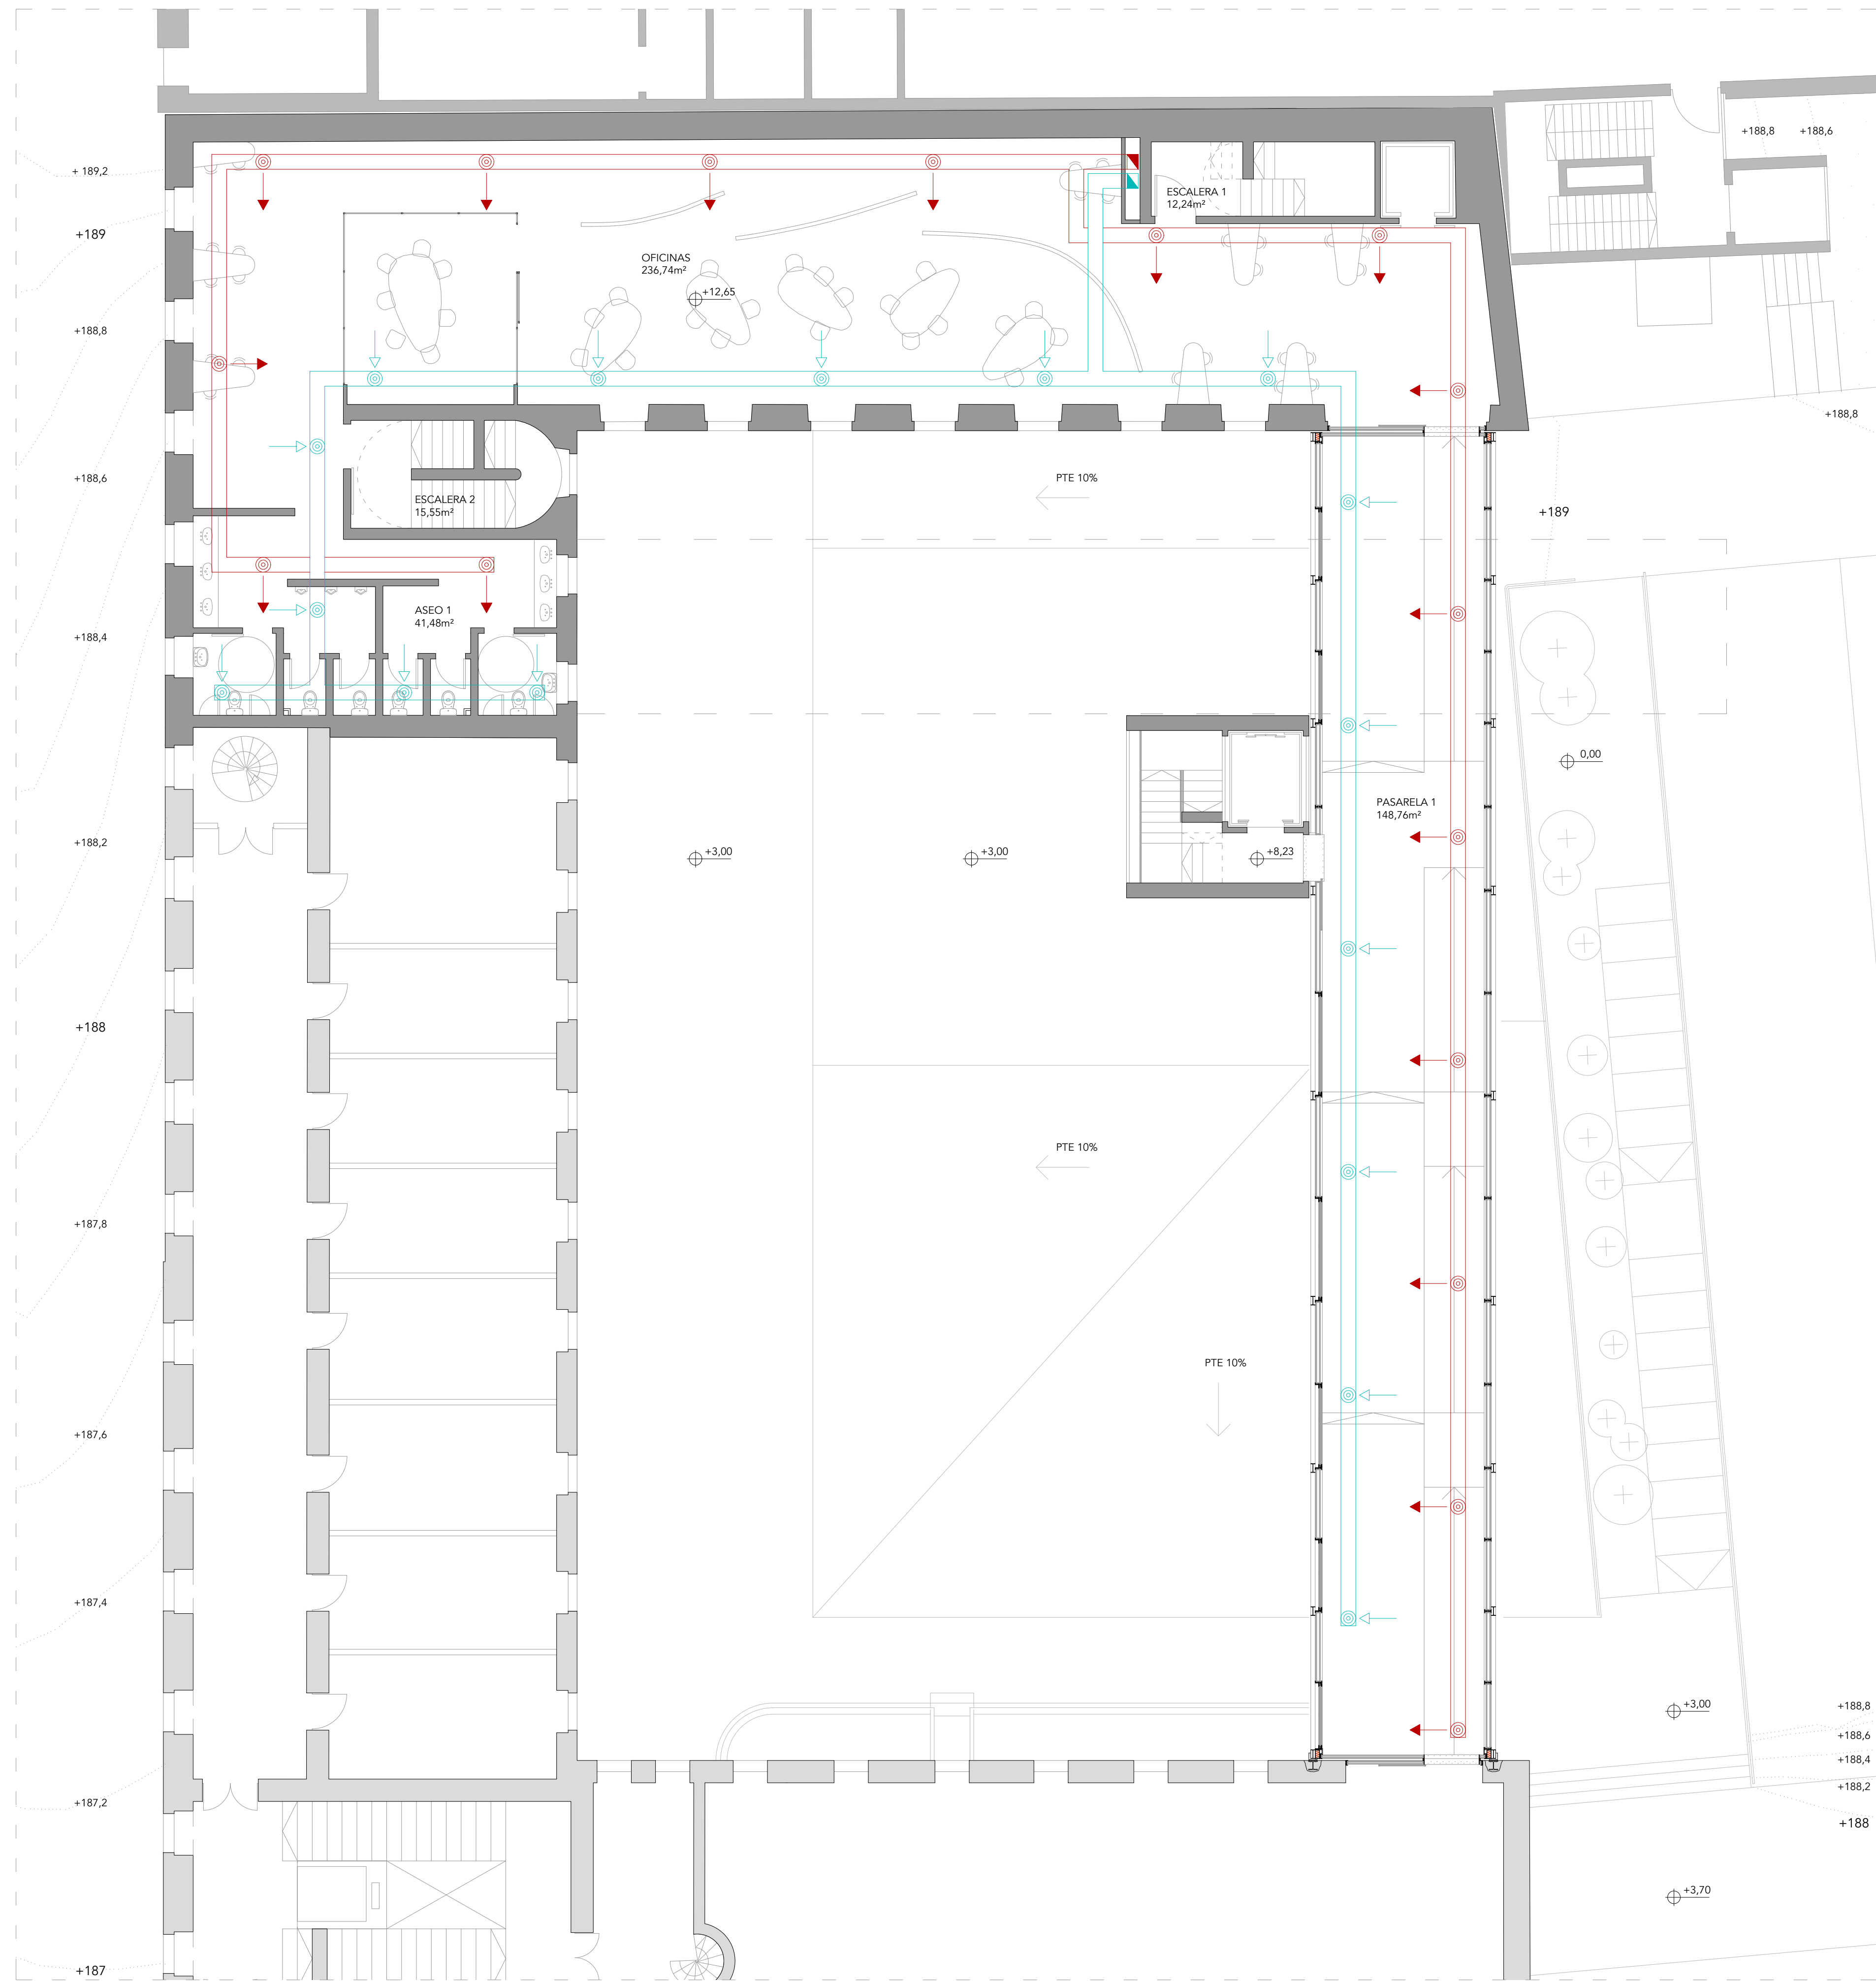 +188,8
+188,6
+ 189,2
ESCALERA 1
12,24m²
+189
OFICINAS
236,74m²
+12,65
+188,8
+188,8
+188,6
PTE 10%
ESCALERA 2
15,55m²
+189
ASEO 1
41,48m²
+188,4
0,00
PASARELA 1
148,76m²
+188,2
+3,00
+3,00
+8,23
+188
PTE 10%
+187,8
PTE 10%
+187,6
+187,4
+3,00
+188,8
+188,6
+188,4
+188,2
+187,2
+188
+3,70
+187